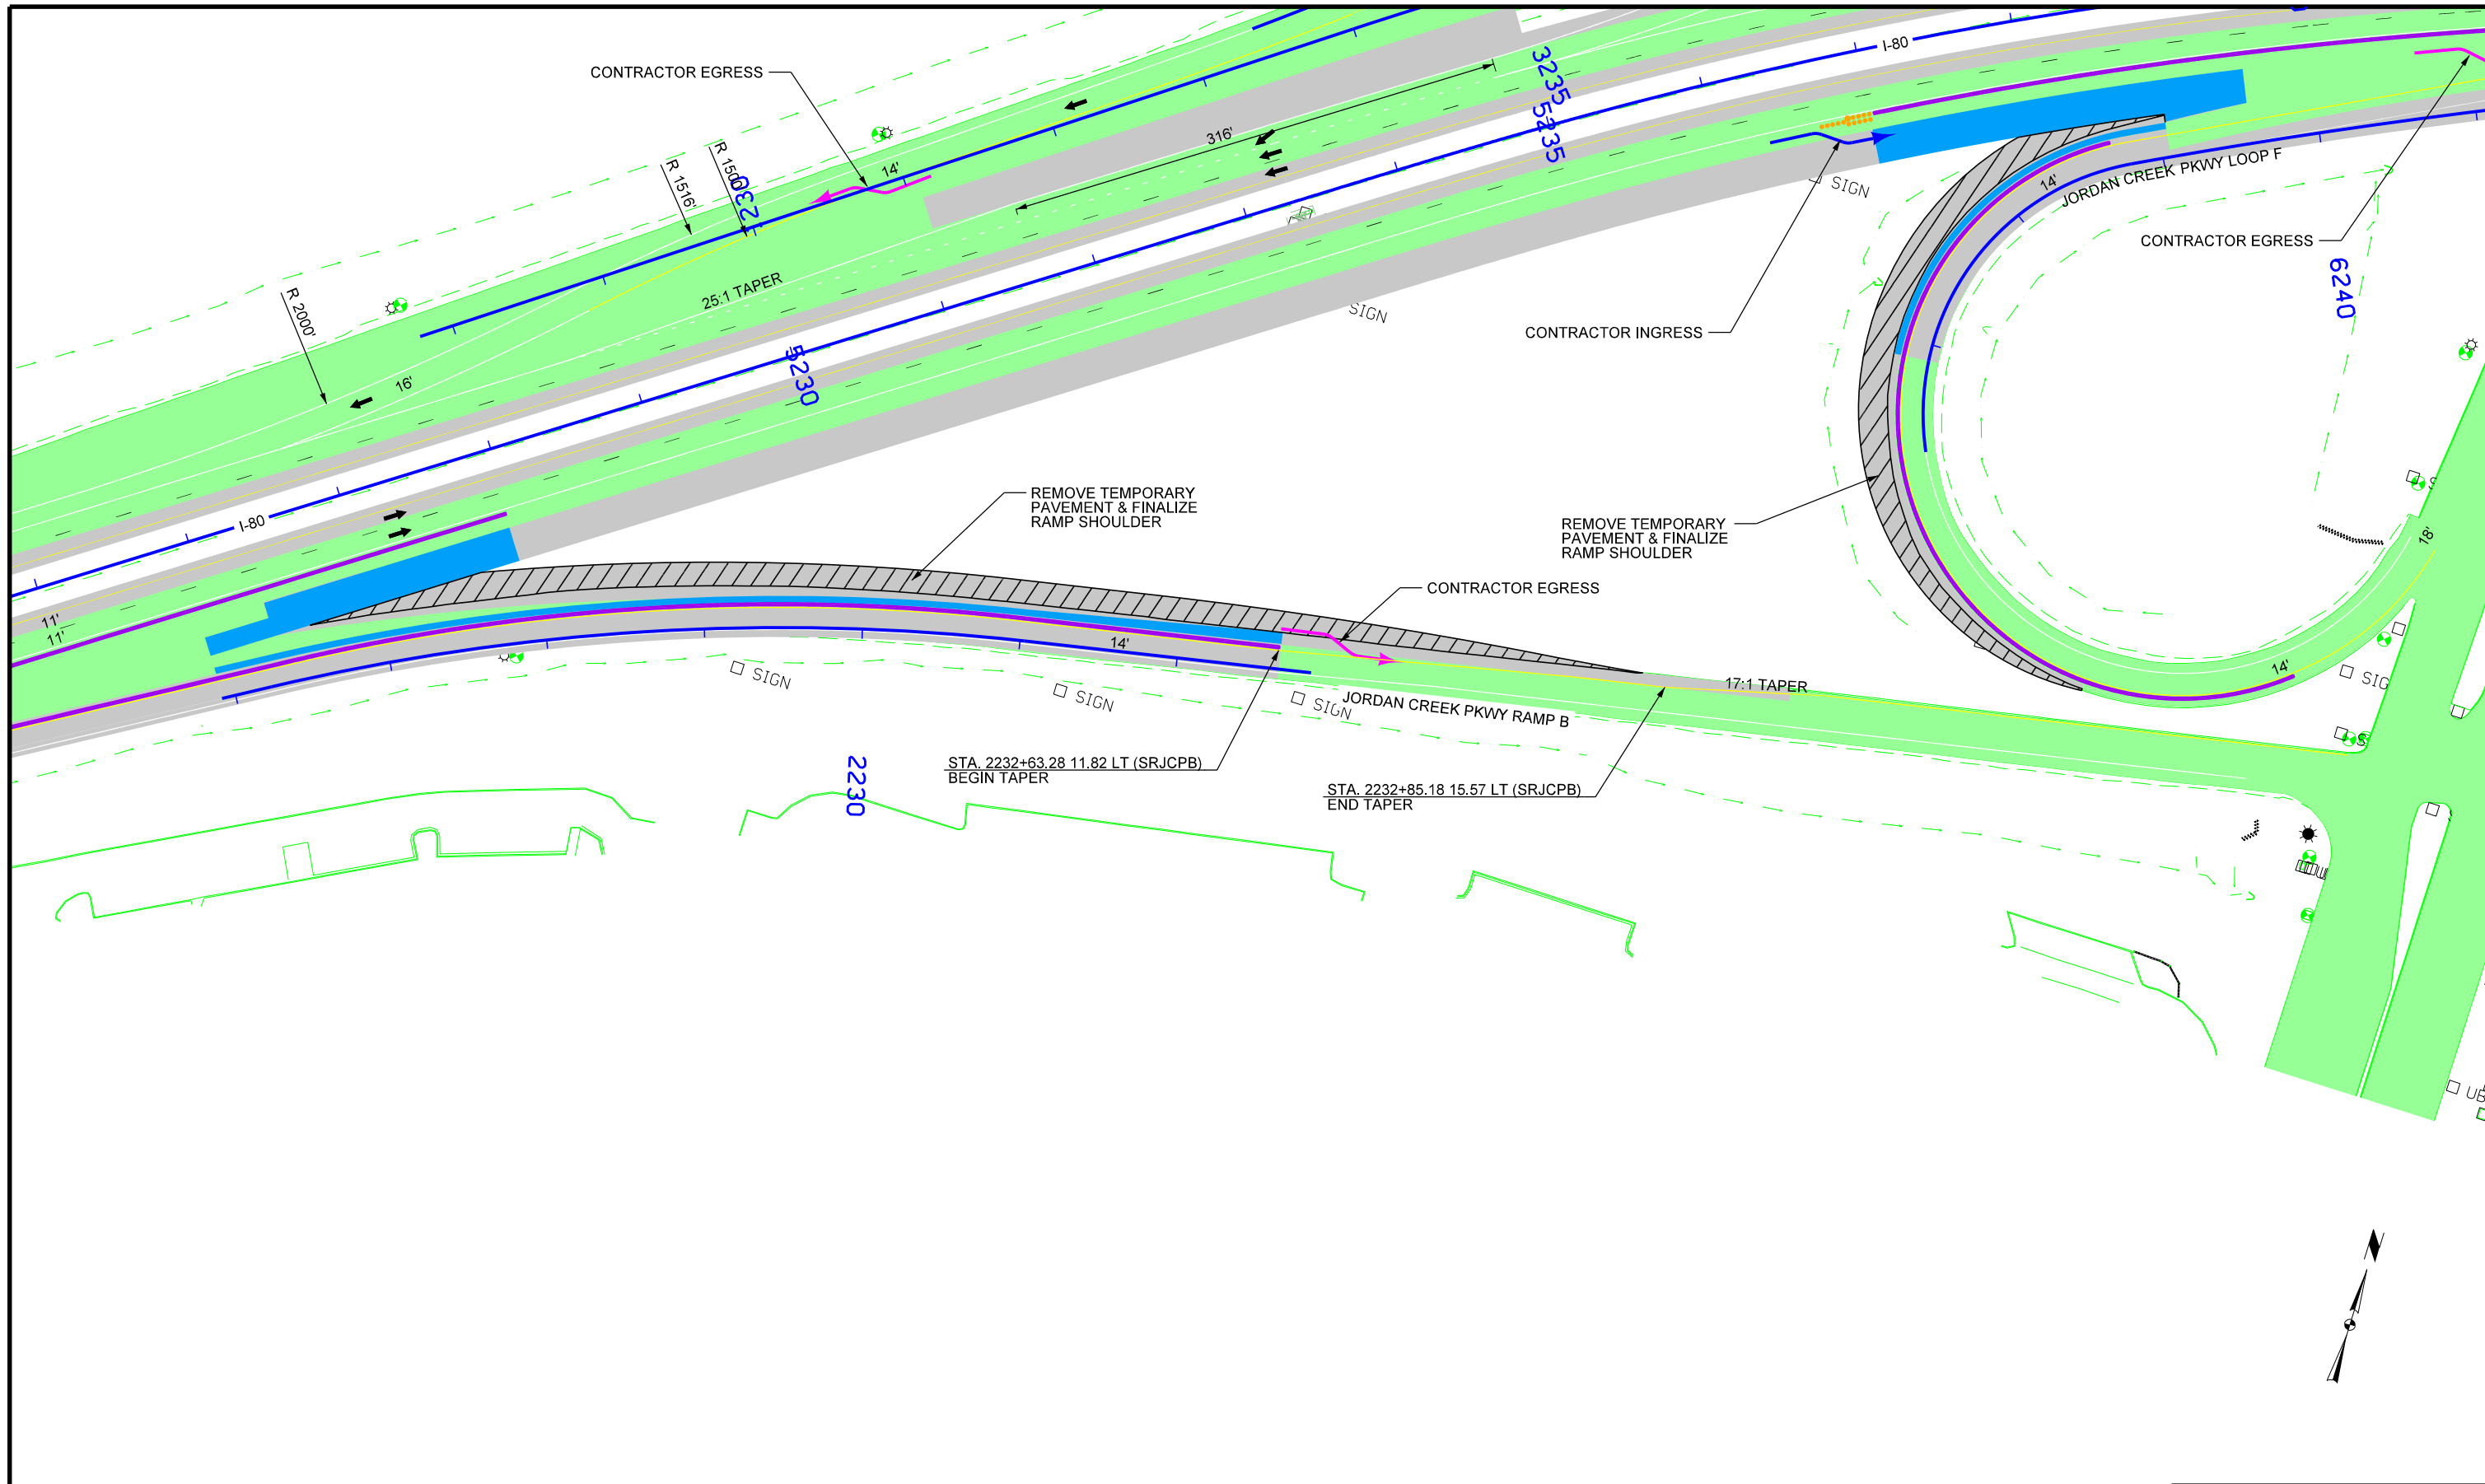 CONTRACTOR EGRESS
I-80
3235
5235
316'
14'
R 1516'
R 1500'
1230
SIGN
14'
JORDAN CREEK PKWY LOOP F
CONTRACTOR EGRESS
6240
25:1 TAPER
R 2000'
SIGN
CONTRACTOR INGRESS
5230
16'
REMOVE TEMPORARY
PAVEMENT & FINALIZE
RAMP SHOULDER
REMOVE TEMPORARY
PAVEMENT & FINALIZE
RAMP SHOULDER
I-80
18'
CONTRACTOR EGRESS
11'
11'
14'
14'
SIGN
SIGN
SIGN
JORDAN CREEK PKWY RAMP B
17:1 TAPER
SIG
S
STA. 2232+63.28 11.82 LT (SRJCPB)
BEGIN TAPER
2230
STA. 2232+85.18 15.57 LT (SRJCPB)
END TAPER
UB